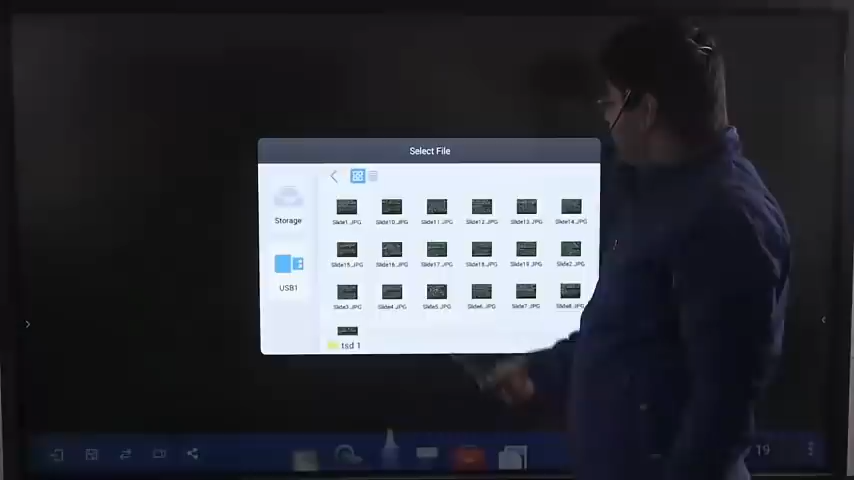 Select File
Storage
USB1
Slide1.JPG Slide10.JPG Slide11.JPG Slide12.JPG Slide13.JPG Slide14.JPG
Slide15.JPG Slide16.JPG Slide17.JPG Slide18.JPG Slide19.JPG Slide2.JPG
Slide3.JPG Slide4.JPG Slide5.JPG Slide6.JPG Slide7.JPG Slide8.JPG
tsd 1
19